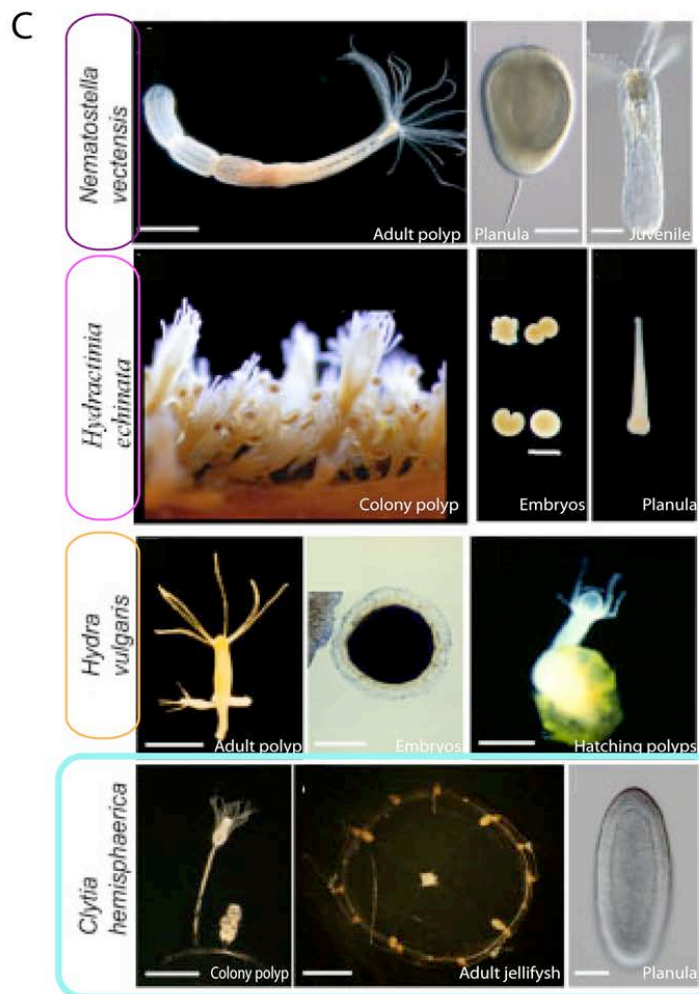 C
Nematostella
vectensis
Adult polyp
Planula
Juvenile
Hydractinia
echinata
Colony polyp
Embryos
Planula
Hydra
vulgaris
Adult polyp
Embryos
Hatching polyps
Clytia
hemisphaerica
Colony polyp
Adult jellifysh
Planula